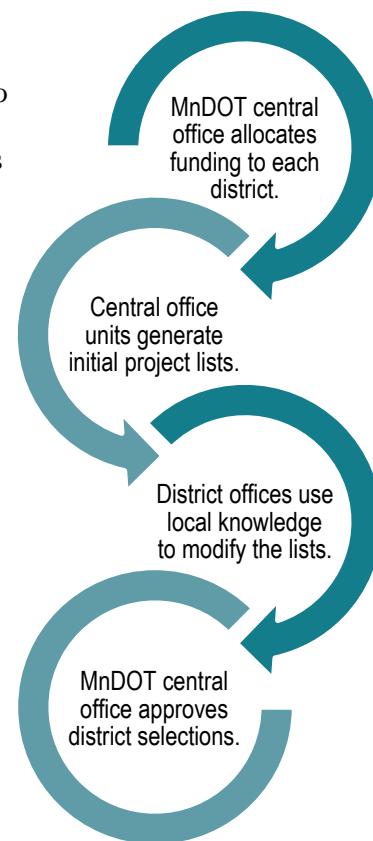 MnDOT central
office allocates
funding to each
district.
Central office
units generate
initial project lists.
District offices use
local knowledge
to modify the lists.
MnDOT central
office approves
district selections.